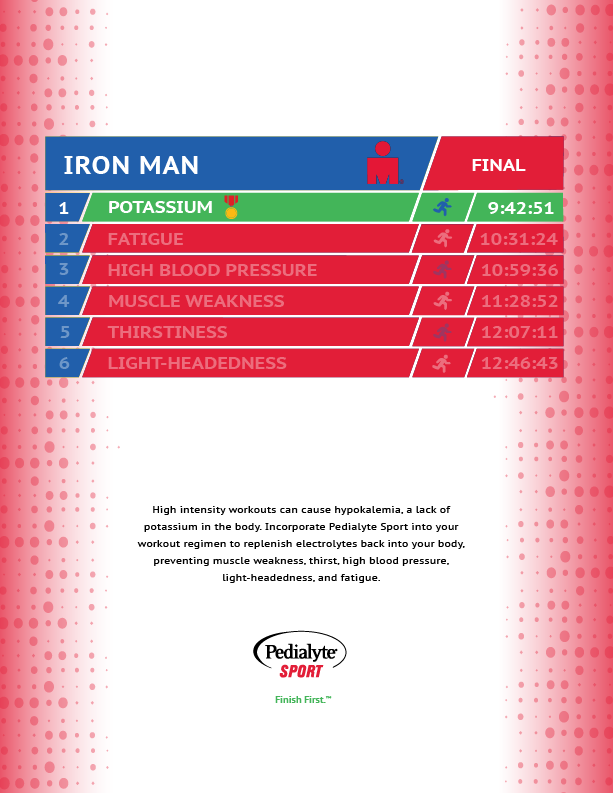 IRON MAN FINAL
1 POTASSIUM 9:42:51
2 FATIGUE 10:31:24
3 HIGH BLOOD PRESSURE 10:59:36
4 MUSCLE WEAKNESS 11:28:52
5 THIRSTINESS 12:07:11
6 LIGHT-HEADEDNESS 12:46:43
High intensity workouts can cause hypokalemia, a lack of
potassium in the body. Incorporate Pedialyte Sport into your
workout regimen to replenish electrolytes back into your body,
preventing muscle weakness, thirst, high blood pressure,
light-headedness, and fatigue.
Pedialyte
SPORT
Finish First.™